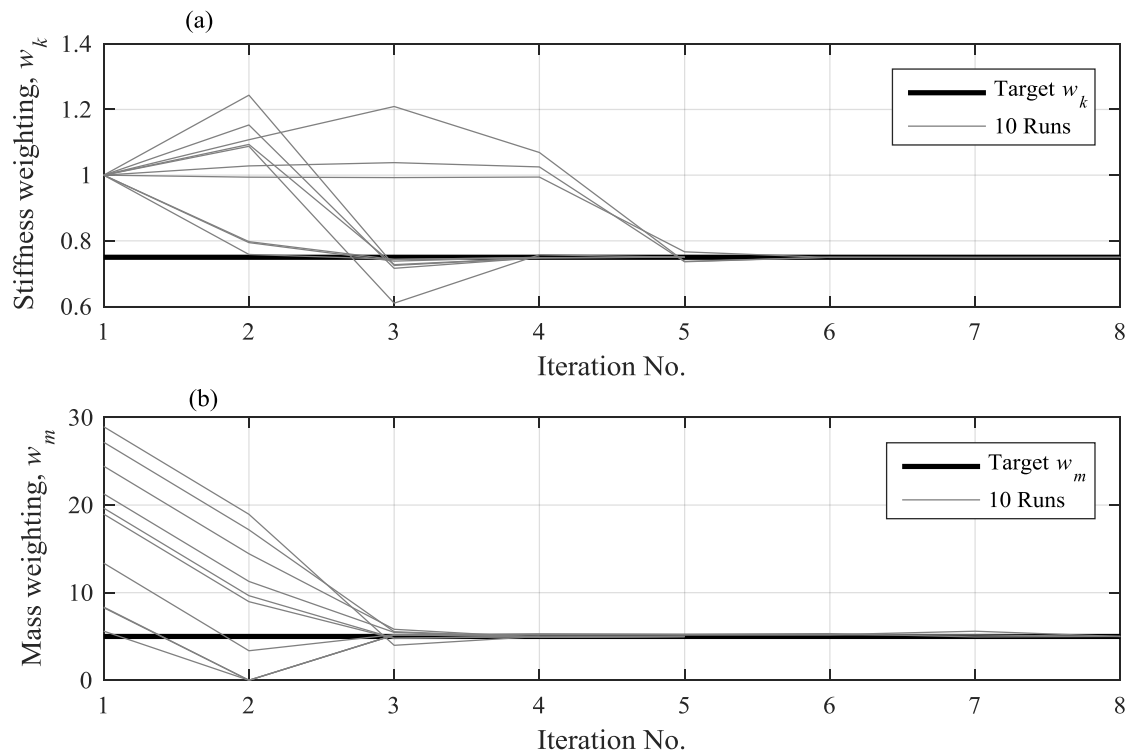 (a)
Stiffness weighting, w_k
1.4
1.2
1
0.8
0.6
Target w_k
10 Runs
1 2 3 4 5 6 7 8
Iteration No.
(b)
Mass weighting, w_m
30
20
10
0
Target w_m
10 Runs
1 2 3 4 5 6 7 8
Iteration No.